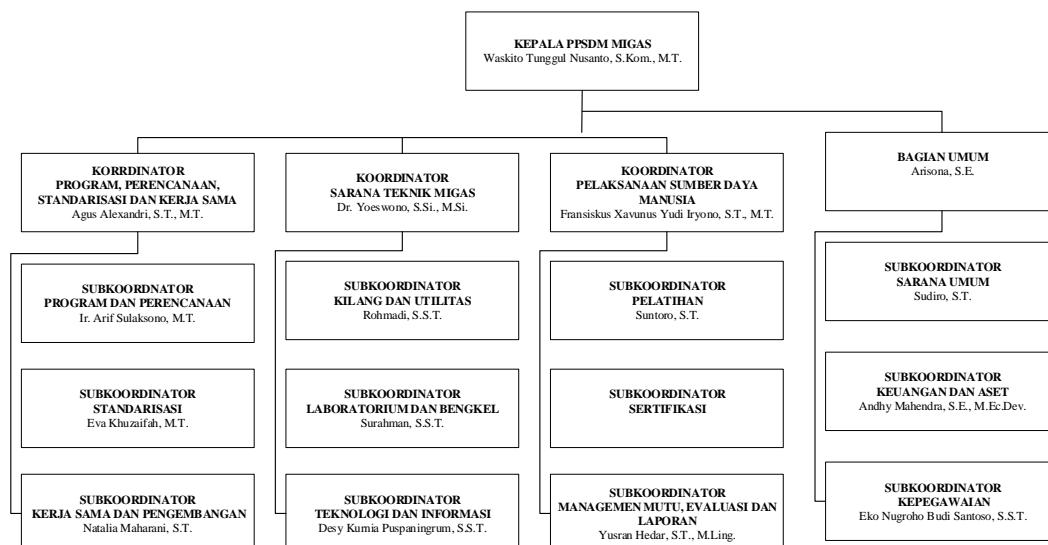 KEPALA PPSDM MIGAS
Waskito Tunggul Nusanto, S.Kom., M.T.
KORRDINATOR
PROGRAM, PERENCANAAN,
STANDARISASI DAN KERJA SAMA
Agus Alexandri, S.T., M.T.
KOORDINATOR
SARANA TEKNIK MIGAS
Dr. Yoeswono, S.Si., M.Si.
KOORDINATOR
PELAKSANAAN SUMBER DAYA
MANUSIA
Fransiskus Xavunus Yudi Iryono, S.T., M.T.
BAGIAN UMUM
Arisona, S.E.
SUBKOORDNATOR
PROGRAM DAN PERENCANAAN
Ir. Arif Sulaksono, M.T.
SUBKOORDINATOR
KILANG DAN UTILITAS
Rohmadi, S.S.T.
SUBKOORDINATOR
PELATIHAN
Suntoro, S.T.
SUBKOORDINATOR
SARANA UMUM
Sudiro, S.T.
SUBKOORDINATOR
STANDARISASI
Eva Khuzaifah, M.T.
SUBKOORDINATOR
LABORATORIUM DAN BENGKEL
Surahman, S.S.T.
SUBKOORDINATOR
SERTIFIKASI
SUBKOORDINATOR
KEUANGAN DAN ASET
Andhy Mahendra, S.E., M.Ec.Dev.
SUBKOORDINATOR
KERJA SAMA DAN PENGEMBANGAN
Natalia Maharani, S.T.
SUBKOORDINATOR
TEKNOLOGI DAN INFORMASI
Desy Kurnia Puspaningrum, S.S.T.
SUBKOORDINATOR
MANAGEMEN MUTU, EVALUASI DAN
LAPORAN
Yusran Hedar, S.T., M.Ling.
SUBKOORDINATOR
KEPEGAWAIAN
Eko Nugroho Budi Santoso, S.S.T.